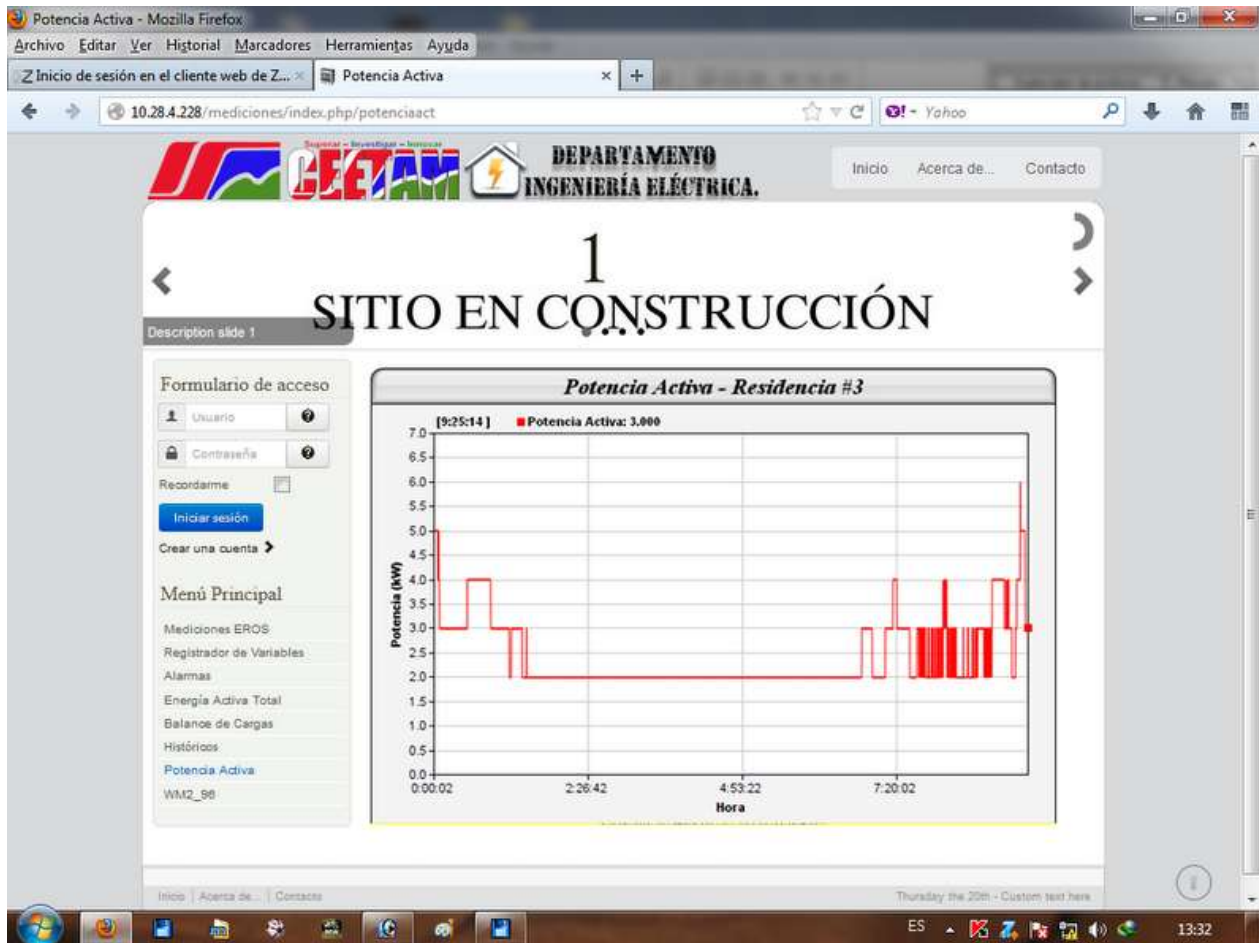 Potencia Activa - Mozilla Firefox
Archivo Editar Ver Historial Marcadores Herramientas Ayuda
Z Inicio de sesión en el cliente web de Z... × Potencia Activa × +
10.28.4.228/mediciones/index.php/potenciaact Yahoo
Superar - Investigar - Innovar
CEETAM
DEPARTAMENTO
INGENIERÍA ELÉCTRICA.
Inicio Acerca de... Contacto
1
SITIO EN CONSTRUCCIÓN
Description slide 1
Formulario de acceso
Usuario
Contraseña
Recordarme
Iniciar sesión
Crear una cuenta
Menú Principal
Mediciones EROS
Registrador de Variables
Alarmas
Energía Activa Total
Balance de Cargas
Históricos
Potencia Activa
WM2_96
Potencia Activa - Residencia #3
[9:25:14 ] Potencia Activa: 3.000
7.0
6.5
6.0
5.5
5.0
4.5
4.0
3.5
3.0
2.5
2.0
1.5
1.0
0.5
0.0
Potencia (kW)
0:00:02 2:26:42 4:53:22 7:20:02
Hora
Inicio | Acerca de... | Contacto
Thursday the 20th - Custom text here
ES 13:32